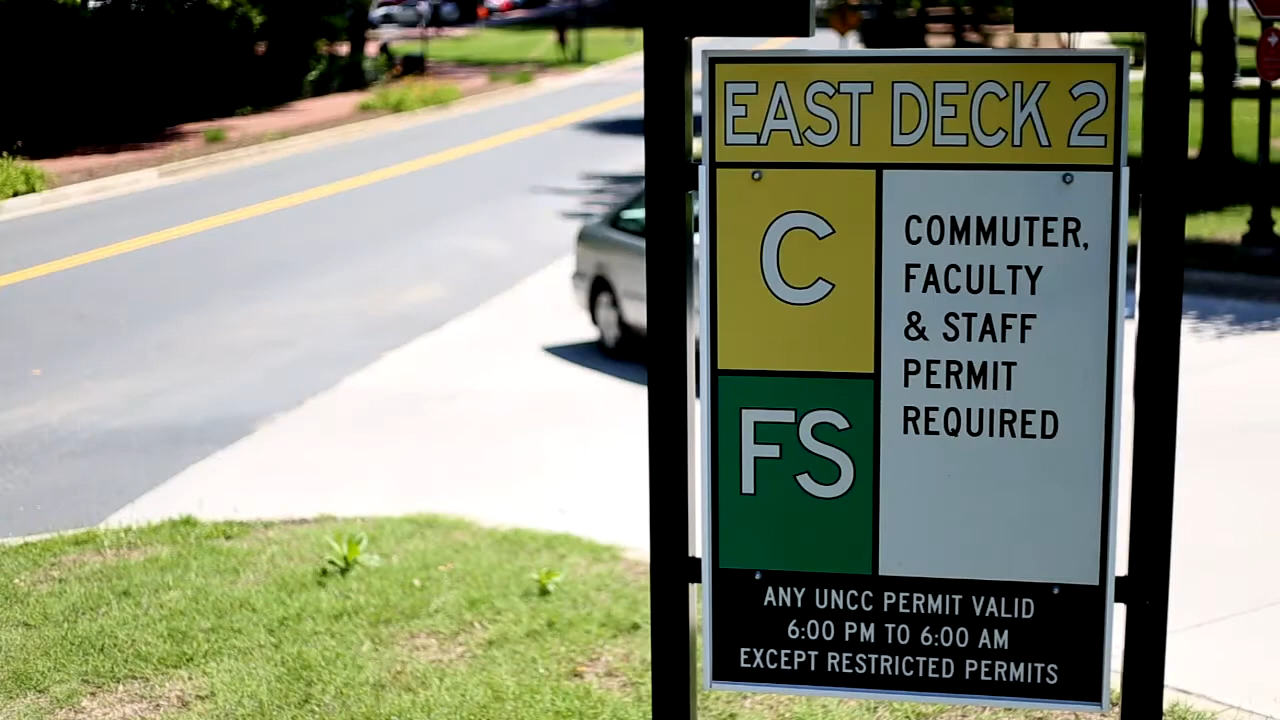 EAST DECK 2
C
COMMUTER,
FACULTY
& STAFF
PERMIT
REQUIRED
FS
ANY UNCC PERMIT VALID
6:00 PM TO 6:00 AM
EXCEPT RESTRICTED PERMITS